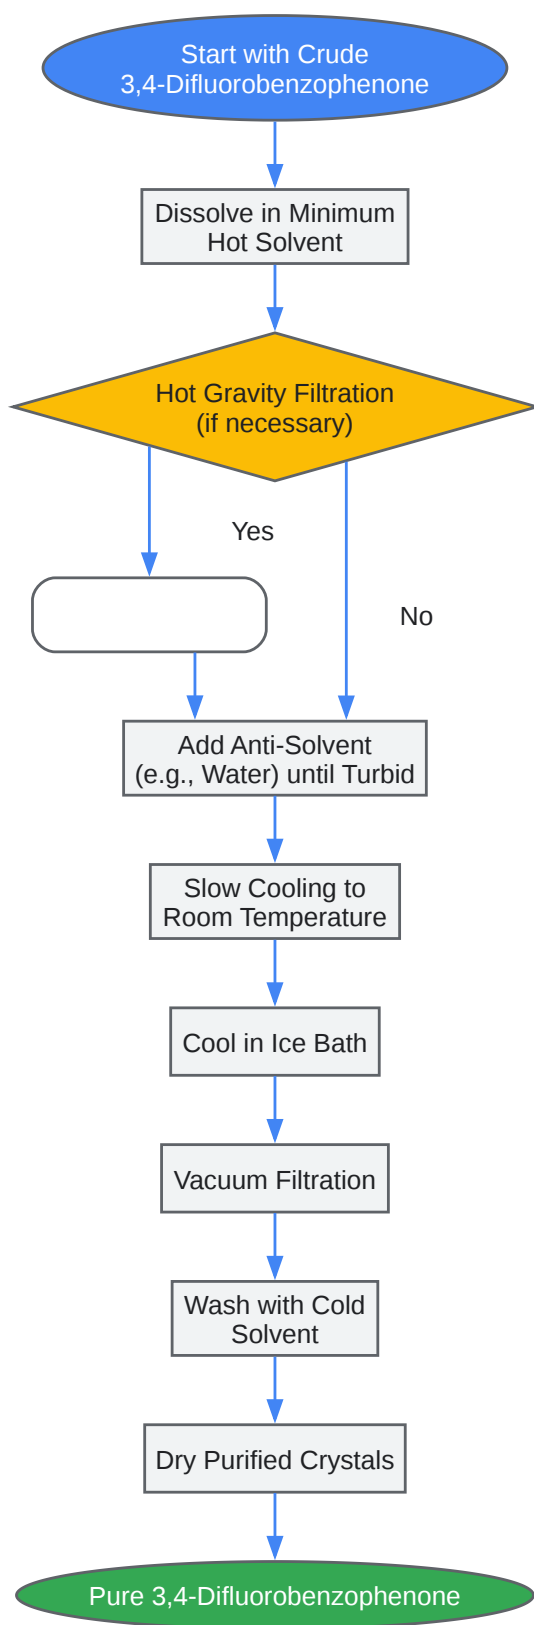 Start with Crude
3,4-Difluorobenzophenone
Dissolve in Minimum
Hot Solvent
Hot Gravity Filtration
(if necessary)
Yes
No
Add Anti-Solvent
(e.g., Water) until Turbid
Slow Cooling to
Room Temperature
Cool in Ice Bath
Vacuum Filtration
Wash with Cold
Solvent
Dry Purified Crystals
Pure 3,4-Difluorobenzophenone